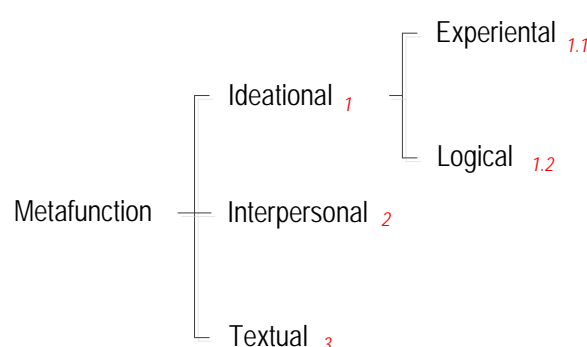 Experiental 1.1
Ideational 1
Logical 1.2
Metafunction
Interpersonal 2
Textual 3